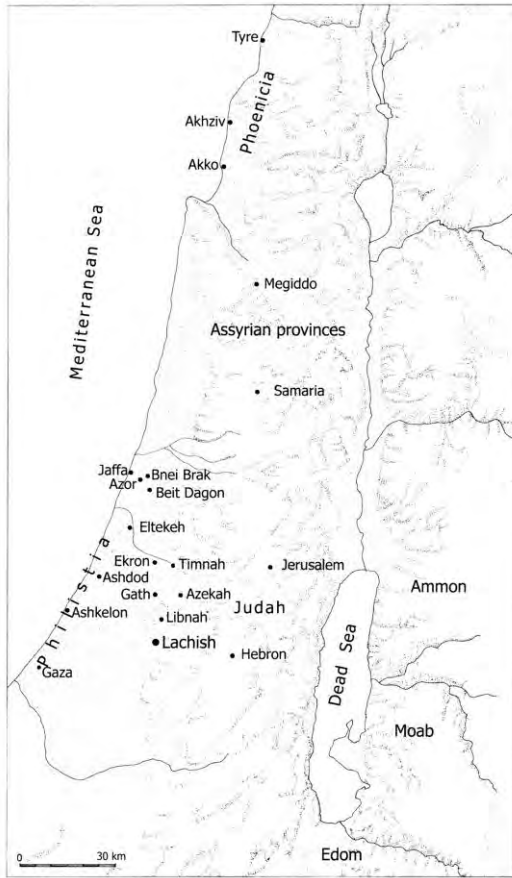 Tyre
Phoenicia
Akhziv
Akko
Mediterranean Sea
Megiddo
Assyrian provinces
Samaria
Jaffa
Bnei Brak
Azor
Beit Dagon
Eltekeh
Philistia
Ekron
Timnah
Jerusalem
Ashdod
Ammon
Gath
Azekah
Judah
Ashkelon
Libnah
Lachish
Hebron
Dead Sea
Gaza
Moab
Edom
0 30 km